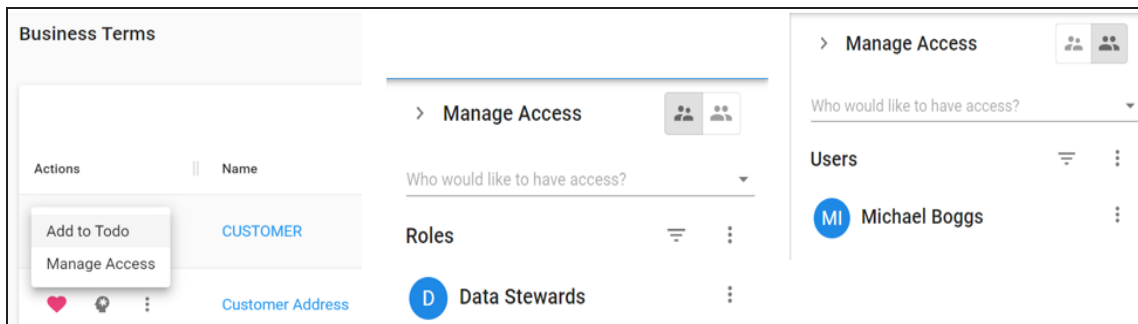 Business Terms
Actions
Name
Add to Todo
Manage Access
CUSTOMER
Customer Address
Manage Access
Who would like to have access?
Roles
D
Data Stewards
Manage Access
Who would like to have access?
Users
MI
Michael Boggs